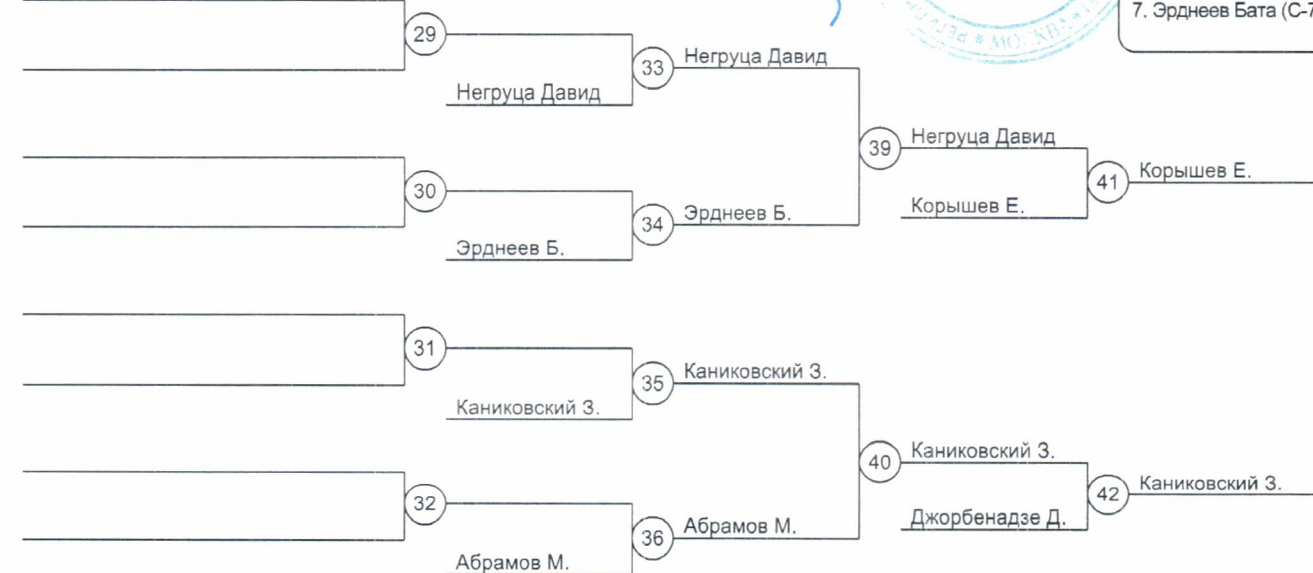 7. Эрднеев Бата (С-7
29
33
Негруца Давид
Негруца Давид
39
Негруца Давид
30
41
Корышев Е.
34
Эрднеев Б.
Корышев Е.
Эрднеев Б.
31
35
Каниковский З.
Каниковский З.
40
Каниковский З.
32
42
Каниковский З.
36
Абрамов М.
Джорбенадзе Д.
Абрамов М.
МОСКВА